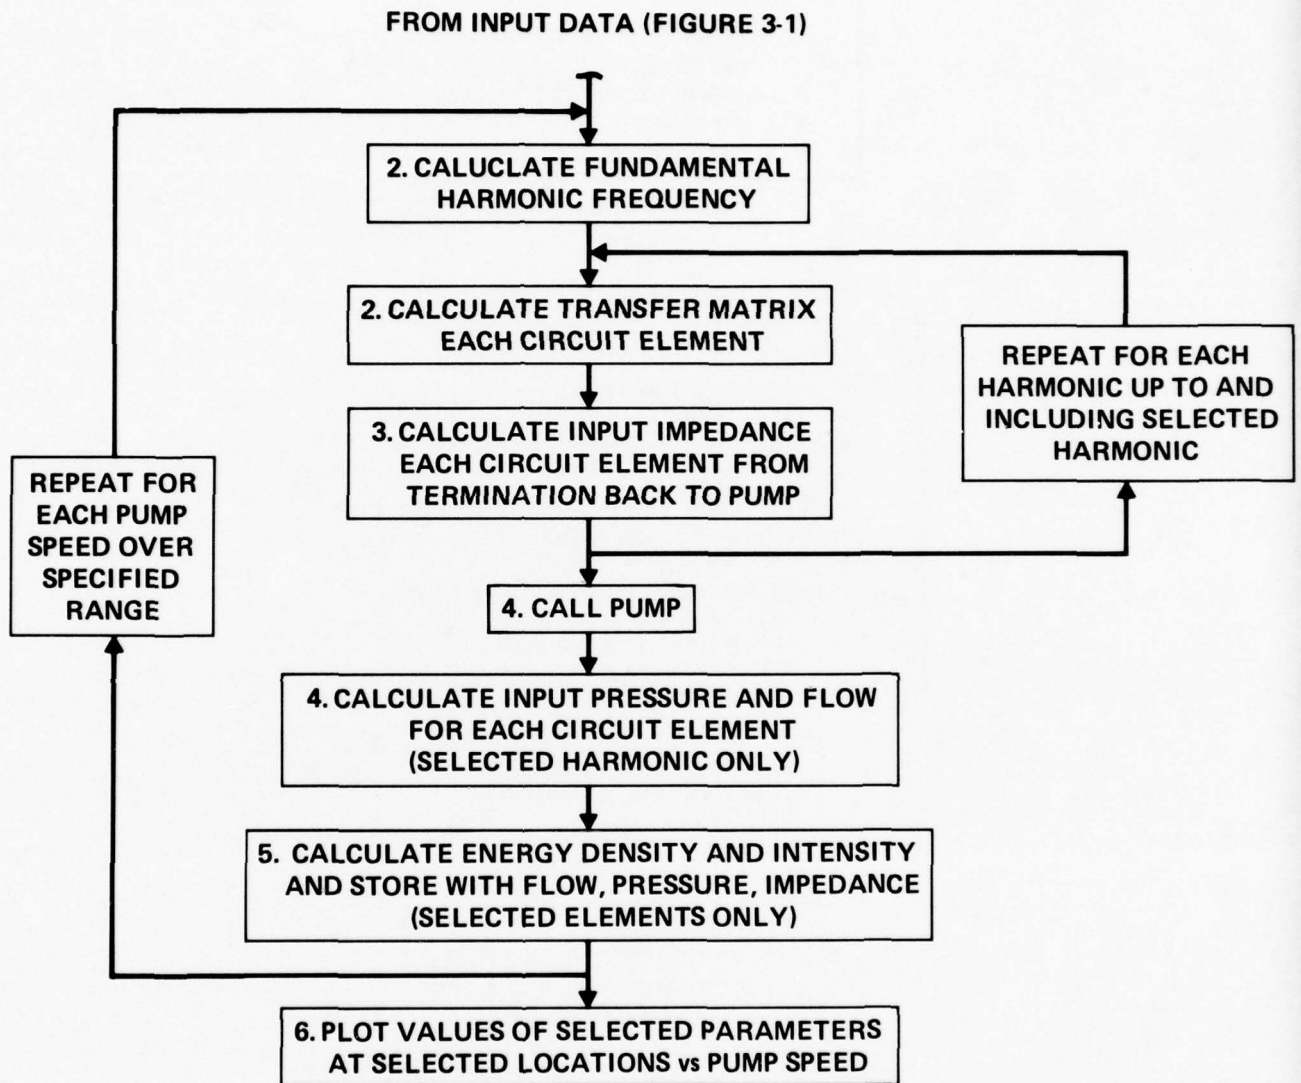 FROM INPUT DATA (FIGURE 3-1)
2. CALUCLATE FUNDAMENTAL
HARMONIC FREQUENCY
2. CALCULATE TRANSFER MATRIX
EACH CIRCUIT ELEMENT
REPEAT FOR EACH
HARMONIC UP TO AND
INCLUDING SELECTED
HARMONIC
3. CALCULATE INPUT IMPEDANCE
EACH CIRCUIT ELEMENT FROM
TERMINATION BACK TO PUMP
REPEAT FOR
EACH PUMP
SPEED OVER
SPECIFIED
RANGE
4. CALL PUMP
4. CALCULATE INPUT PRESSURE AND FLOW
FOR EACH CIRCUIT ELEMENT
(SELECTED HARMONIC ONLY)
5. CALCULATE ENERGY DENSITY AND INTENSITY
AND STORE WITH FLOW, PRESSURE, IMPEDANCE
(SELECTED ELEMENTS ONLY)
6. PLOT VALUES OF SELECTED PARAMETERS
AT SELECTED LOCATIONS vs PUMP SPEED